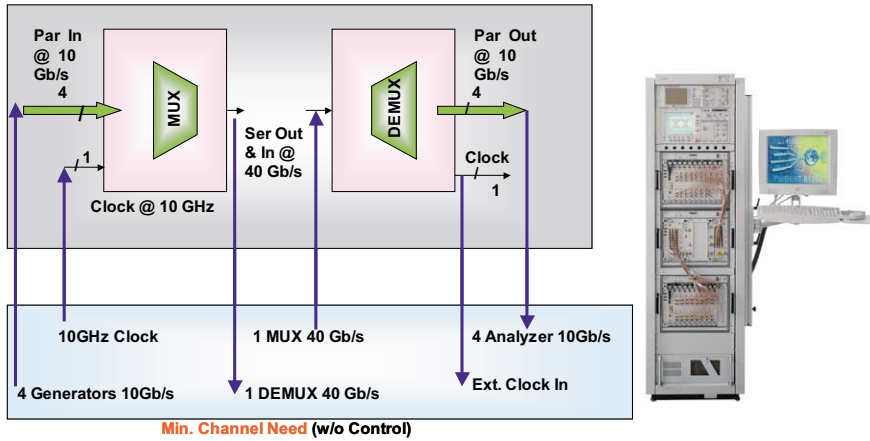 Par In
@ 10
Gb/s
4
MUX
1
Clock @ 10 GHz
Ser Out
& In @
40 Gb/s
Par Out
@ 10
Gb/s
4
DEMUX
Clock
1
10GHz Clock
1 MUX 40 Gb/s
4 Analyzer 10Gb/s
4 Generators 10Gb/s
1 DEMUX 40 Gb/s
Ext. Clock In
Min. Channel Need (w/o Control)